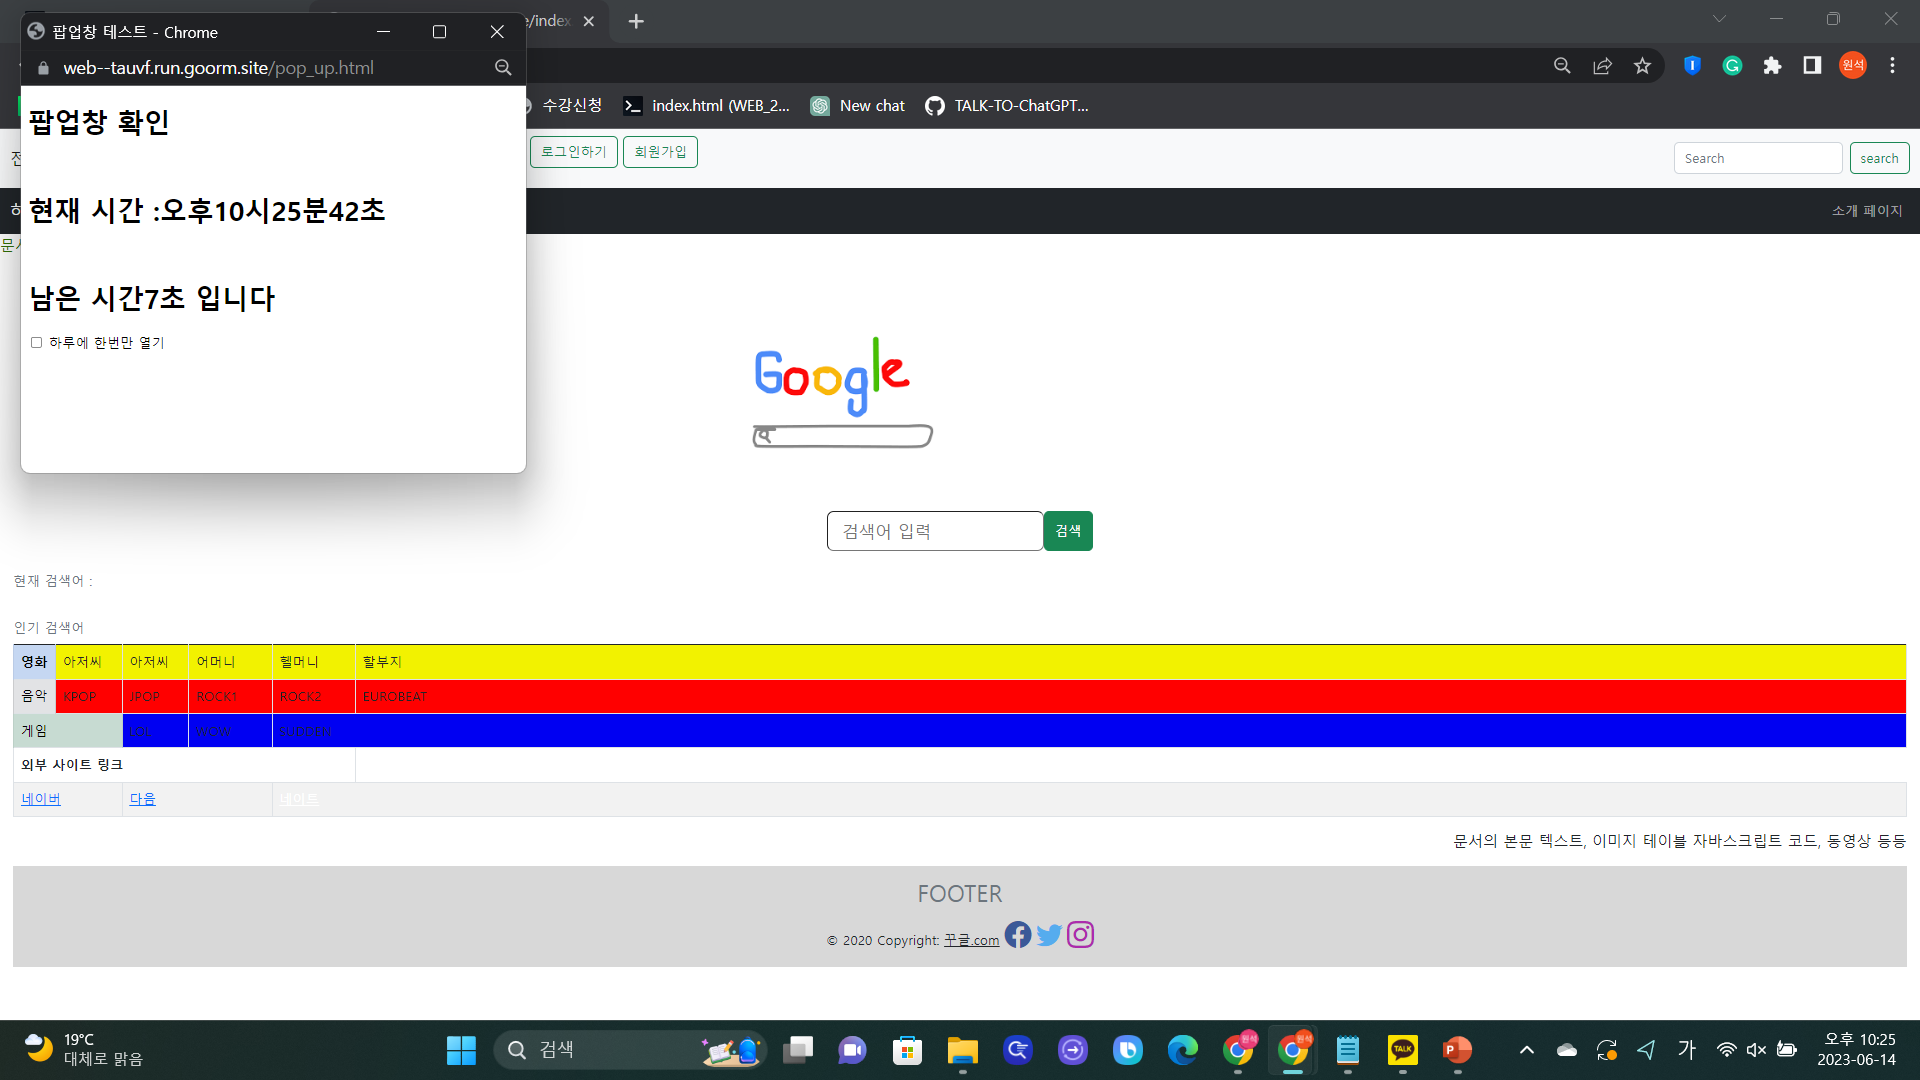 팝업창 테스트 - Chrome
e/index
web--tauvf.run.goorm.site/pop_up.html
원석
수강신청
index.html (WEB_2...
New chat
TALK-TO-ChatGPT...
팝업창 확인
로그인하기
회원가입
Search
search
현재 시간 :오후10시25분42초
소개 페이지
남은 시간7초 입니다
하루에 한번만 열기
Google
검색어 입력
검색
현재 검색어 :
인기 검색어
영화 아저씨 아저씨 어머니 헬머니 할부지
음악 KPOP JPOP ROCK1 ROCK2 EUROBEAT
게임 LOL WOW SUDDEN
외부 사이트 링크
네이버 다음 네이트
문서의 본문 텍스트, 이미지 테이블 자바스크립트 코드, 동영상 등등
FOOTER
© 2020 Copyright: 꾸글.com
19°C
대체로 맑음
검색
원석
원석
TALK
P
가
오후 10:25
2023-06-14